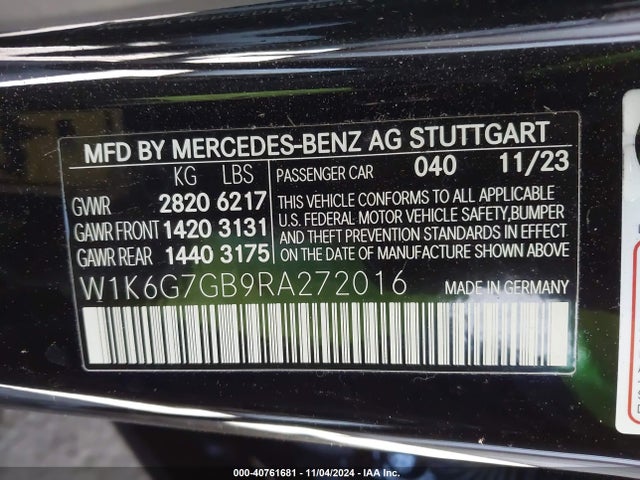 MFD BY MERCEDES-BENZ AG STUTTGART
KG LBS
GVWR 2820 6217
GAWR FRONT 1420 3131
GAWR REAR 1440 3175
PASSENGER CAR 040 11/23
THIS VEHICLE CONFORMS TO ALL APPLICABLE
U.S. FEDERAL MOTOR VEHICLE SAFETY,BUMPER
AND THEFT PREVENTION STANDARDS IN EFFECT
ON THE DATE OF MANUFACTURE SHOWN ABOVE
W1K6G7GB9RA272016 MADE IN GERMANY
000-40761681 - 11/04/2024 - IAA Inc.